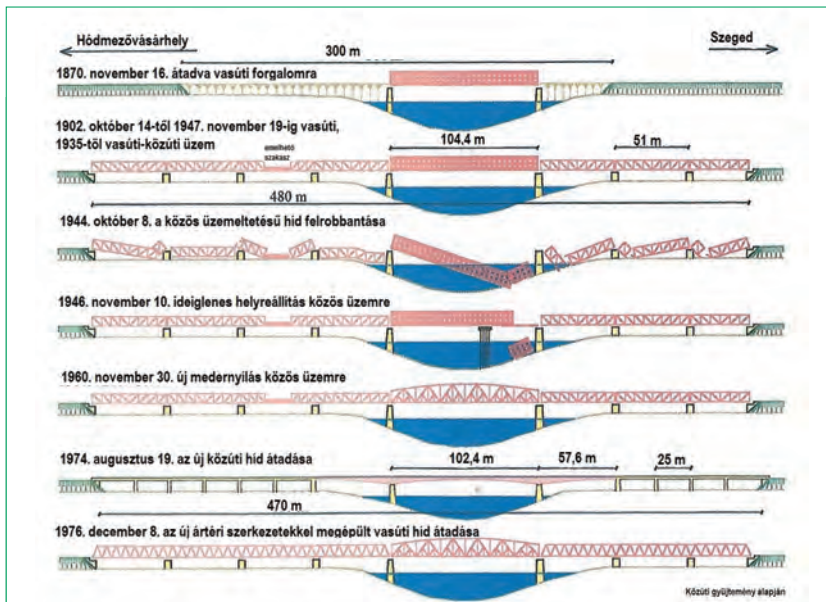 Hódmezővásárhely
Szeged
300 m
1870. november 16. átadva vasúti forgalomra
1902. október 14-től 1947. november 19-ig vasúti,
1935-től vasúti-közúti üzem
emelhető
szakasz
104,4 m
51 m
480 m
1944. október 8. a közös üzemeltetésű híd felrobbantása
1946. november 10. ideiglenes helyreállítás közös üzemre
1960. november 30. új medernyílás közös üzemre
1974. augusztus 19. az új közúti híd átadása
102,4 m
57,6 m
25 m
470 m
1976. december 8. az új ártéri szerkezetekkel megépült vasúti híd átadása
Közúti gyűjtemény alapján